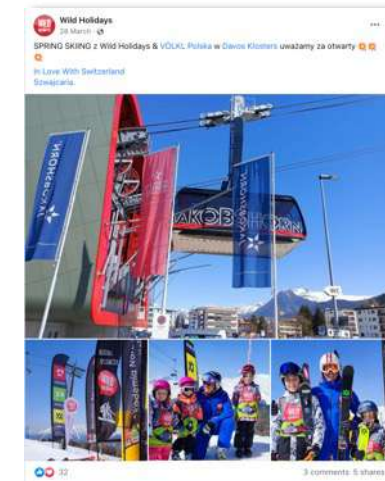 Wild Holidays
28 March
SPRING SKIING z Wild Holidays & VÖLKL Polska w Davos Klosters uważamy za otwarty
In Love With Switzerland
Szwajcaria.
JAKOBSHORN
JAKOBSHORN
32
3 comments 5 shares